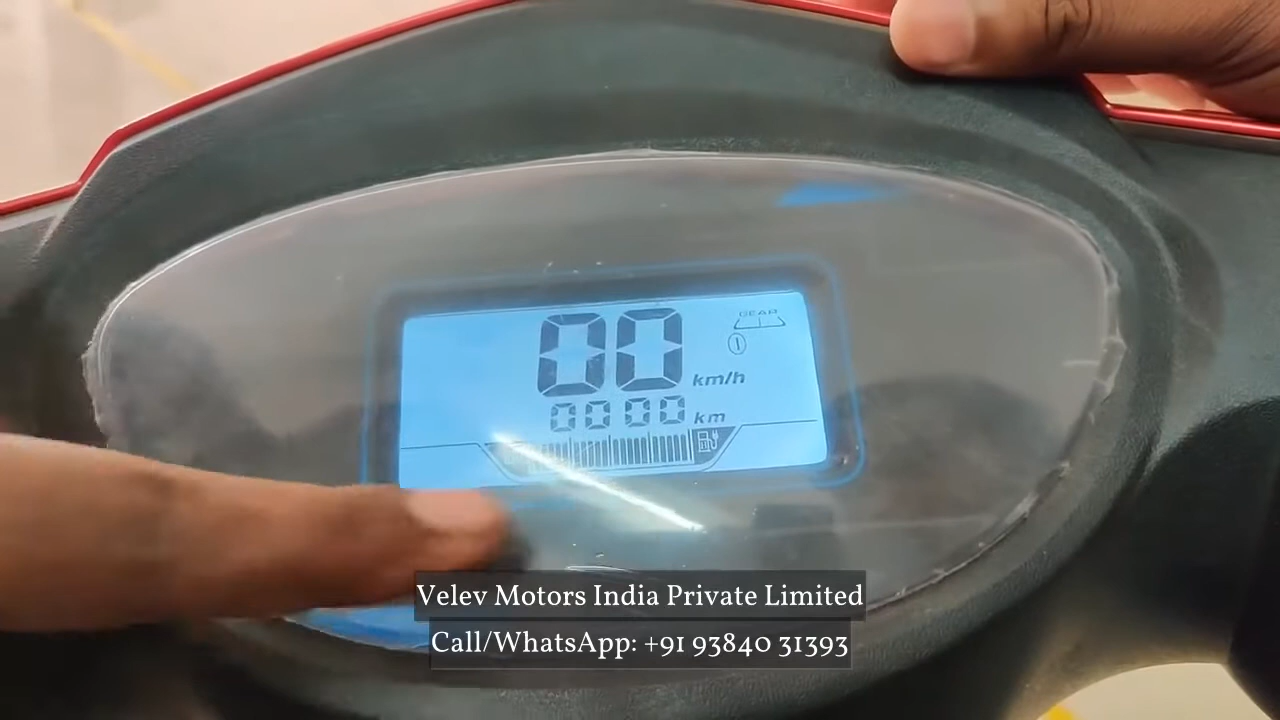 00
GEAR
1
km/h
0000 km
Velev Motors India Private Limited
Call/WhatsApp: +91 93840 31393